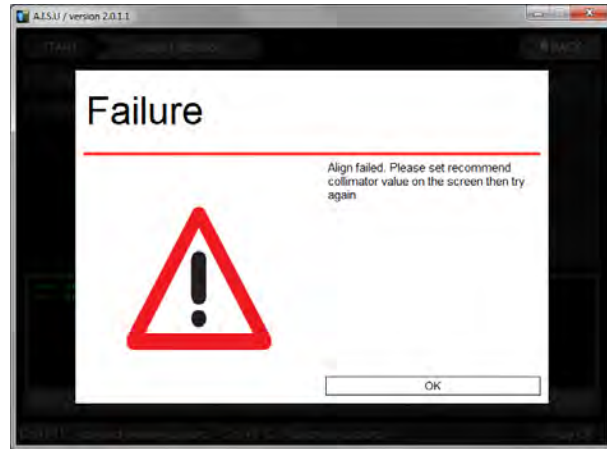 A.I.S.U / version 2.0.1.1
START
BACK
Failure
Align failed. Please set recommend
collimator value on the screen then try
again
OK